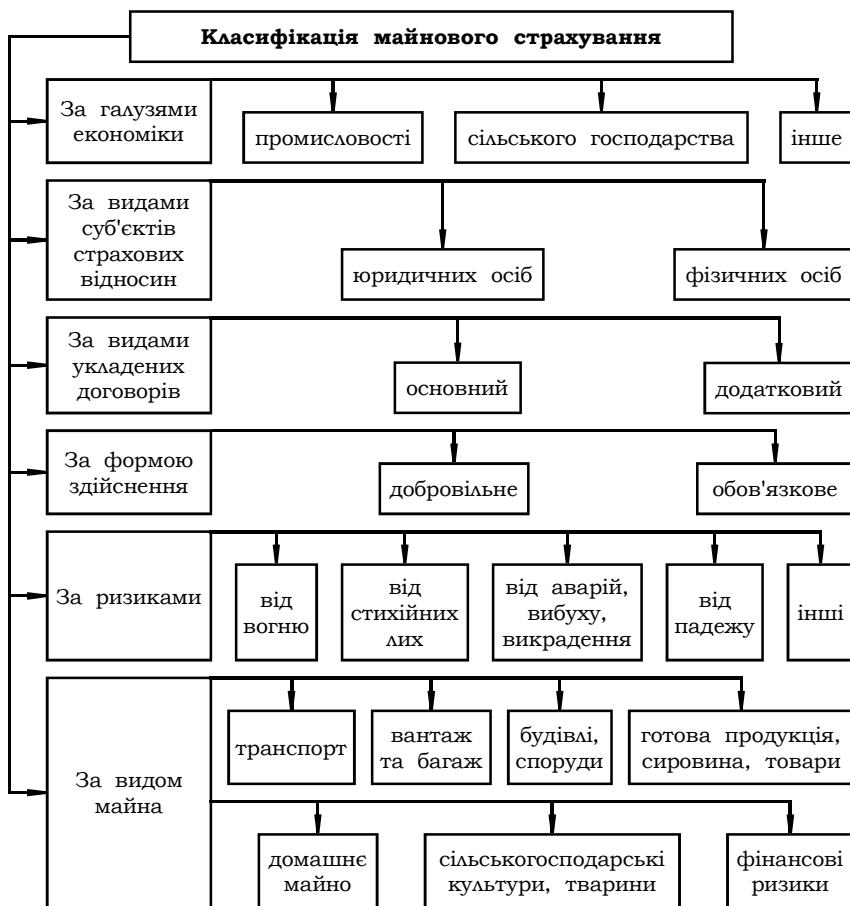 Класифікація майнового страхування
За галузями
економіки
промисловості
сільського господарства
інше
За видами
суб'єктів
страхових
відносин
юридичних осіб
фізичних осіб
За видами
укладених
договорів
основний
додатковий
За формою
здійснення
добровільне
обов'язкове
За ризиками
від
вогню
від
стихійних
лих
від аварій,
вибуху,
викрадення
від
падежу
інші
За видом
майна
транспорт
вантаж
та багаж
будівлі,
споруди
готова продукція,
сировина, товари
домашнє
майно
сільськогосподарські
культури, тварини
фінансові
ризики